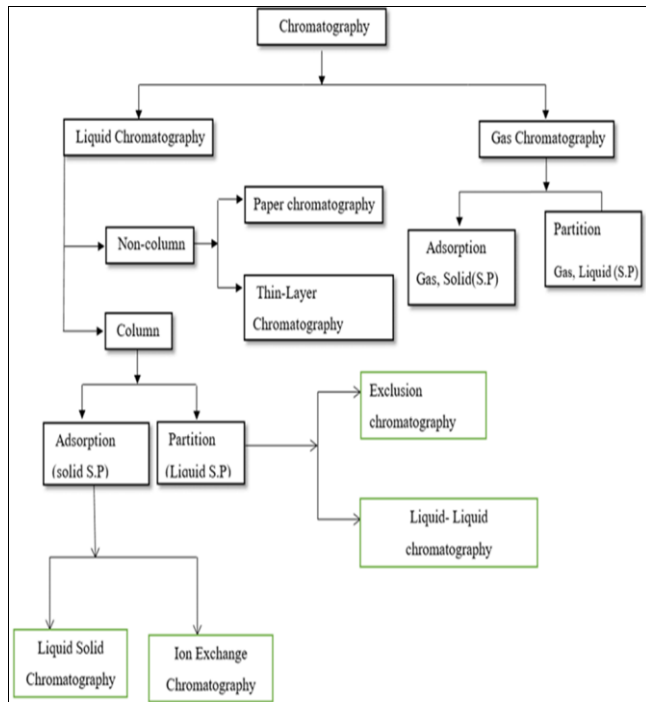 Chromatography
Liquid Chromatography
Gas Chromatography
Paper chromatography
Non-column
Adsorption
Gas, Solid(S.P)
Partition
Gas, Liquid (S.P)
Thin-Layer
Chromatography
Column
Exclusion
chromatography
Adsorption
(solid S.P)
Partition
(Liquid S.P)
Liquid- Liquid
chromatography
Liquid Solid
Chromatography
Ion Exchange
Chromatography